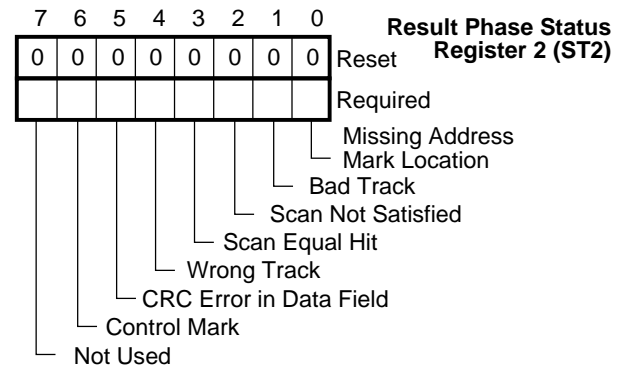 7 6 5 4 3 2 1 0
Result Phase Status
Register 2 (ST2)
0 0 0 0 0 0 0 0 Reset
Required
Missing Address
Mark Location
Bad Track
Scan Not Satisfied
Scan Equal Hit
Wrong Track
CRC Error in Data Field
Control Mark
Not Used